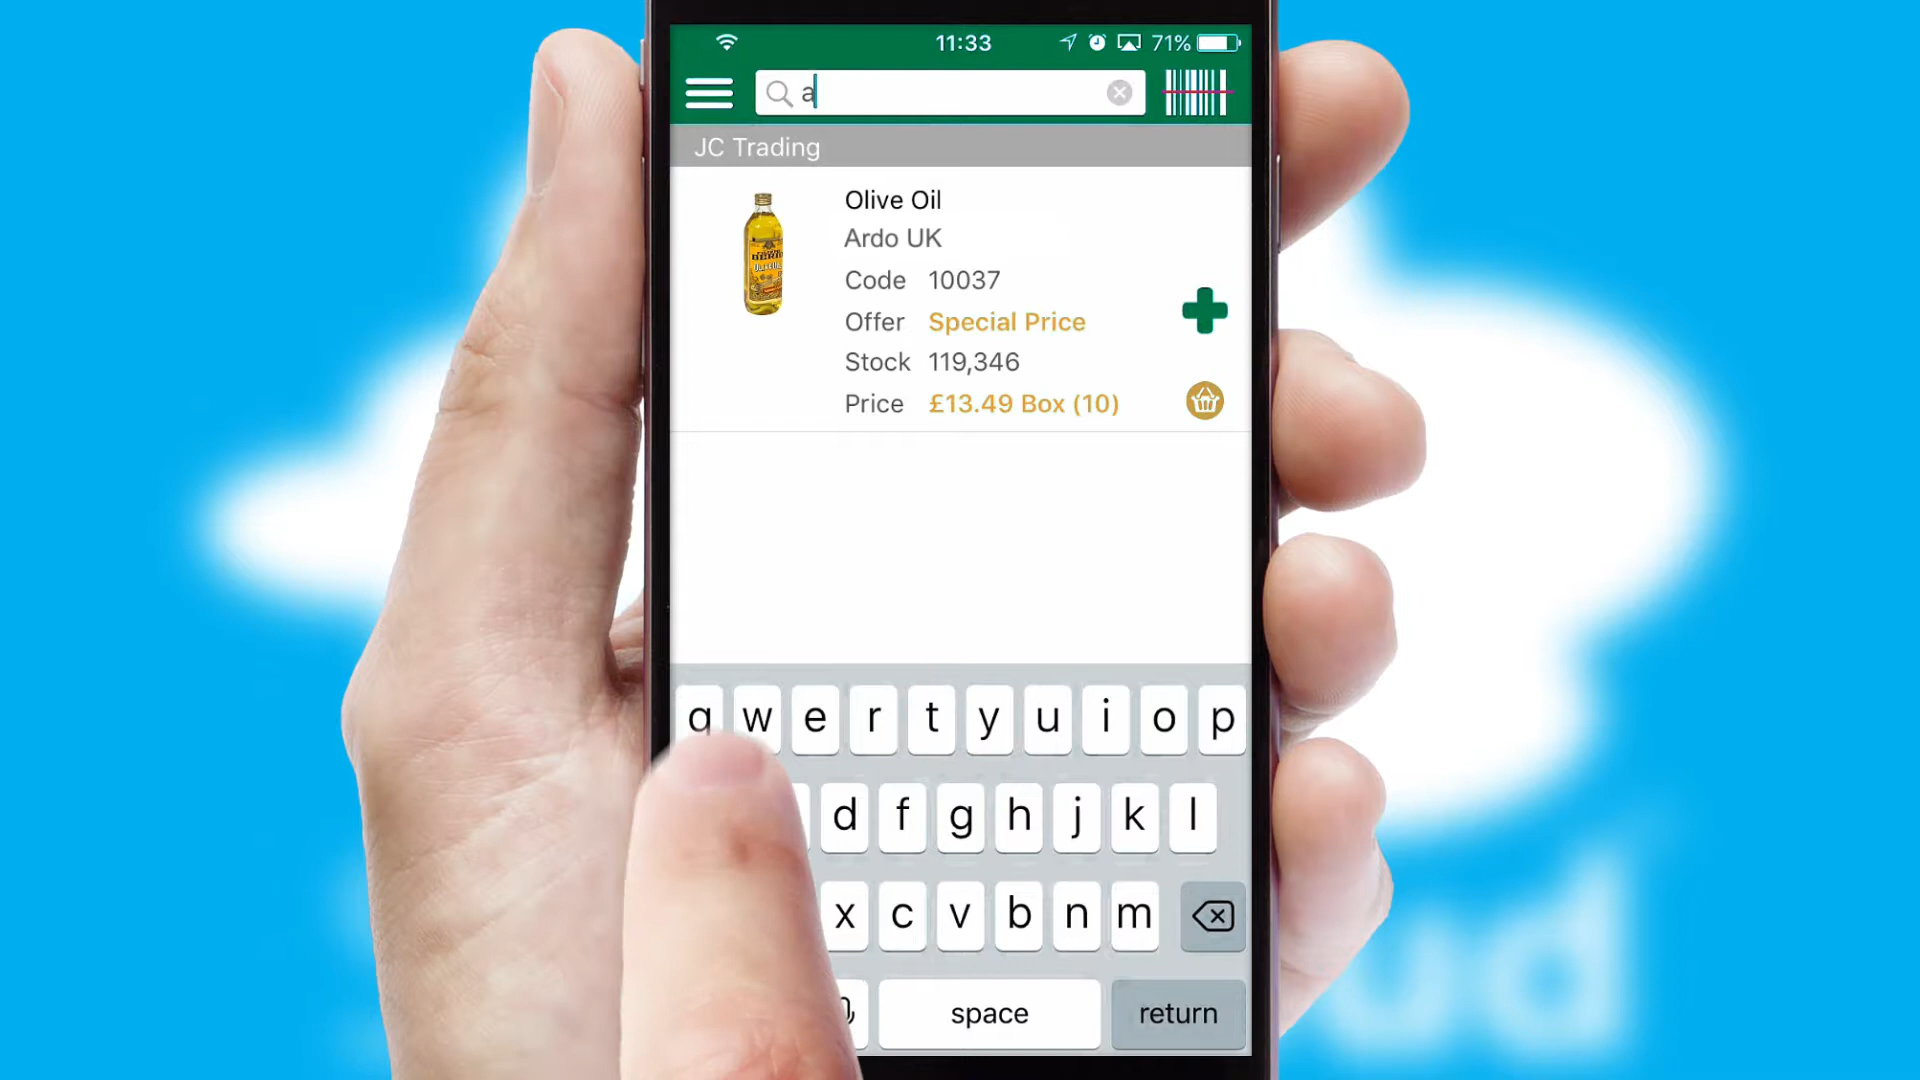 11:33
71%
a
JC Trading
Olive Oil
Ardo UK
Code 10037
Offer Special Price
Stock 119,346
Price £13.49 Box (10)
q w e r t y u i o p
d f g h j k l
x c v b n m
space return
ud